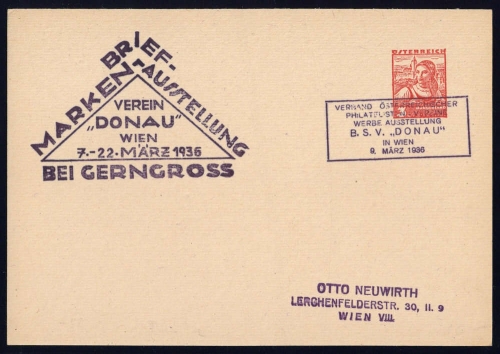 BRIEF-
MARKEN-AUSSTELLUNG
VEREIN
„DONAU“
WIEN
7.-22. MÄRZ 1936
BEI GERNGROSS
ÖSTERREICH
VERBAND ÖSTERREICHISCHER
PHILATELISTEN-VEREINE
WERBE AUSSTELLUNG
B. S. V. „DONAU“
IN WIEN
9. MÄRZ 1936
OTTO NEUWIRTH
LERCHENFELDERSTR. 30, II. 9
WIEN VIII.